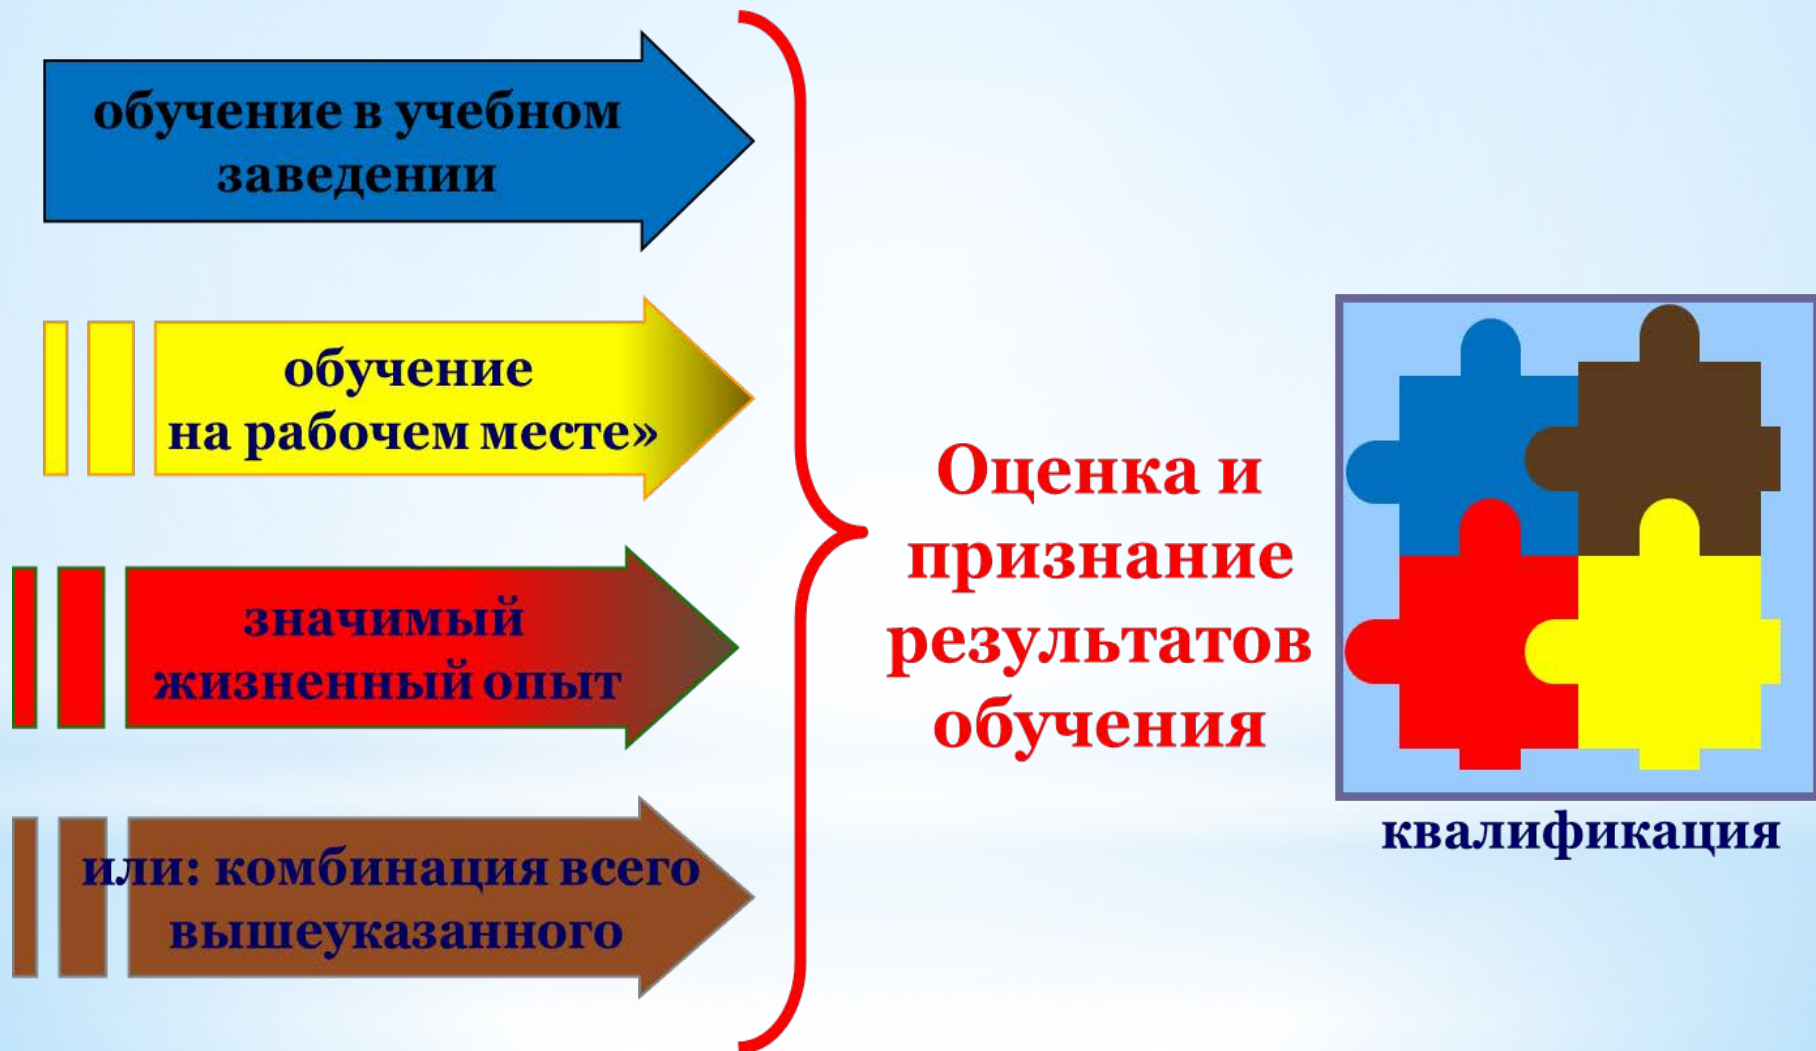 обучение в учебном
заведении
обучение
на рабочем месте»
значимый
жизненный опыт
или: комбинация всего
вышеуказанного
Оценка и
признание
результатов
обучения
квалификация